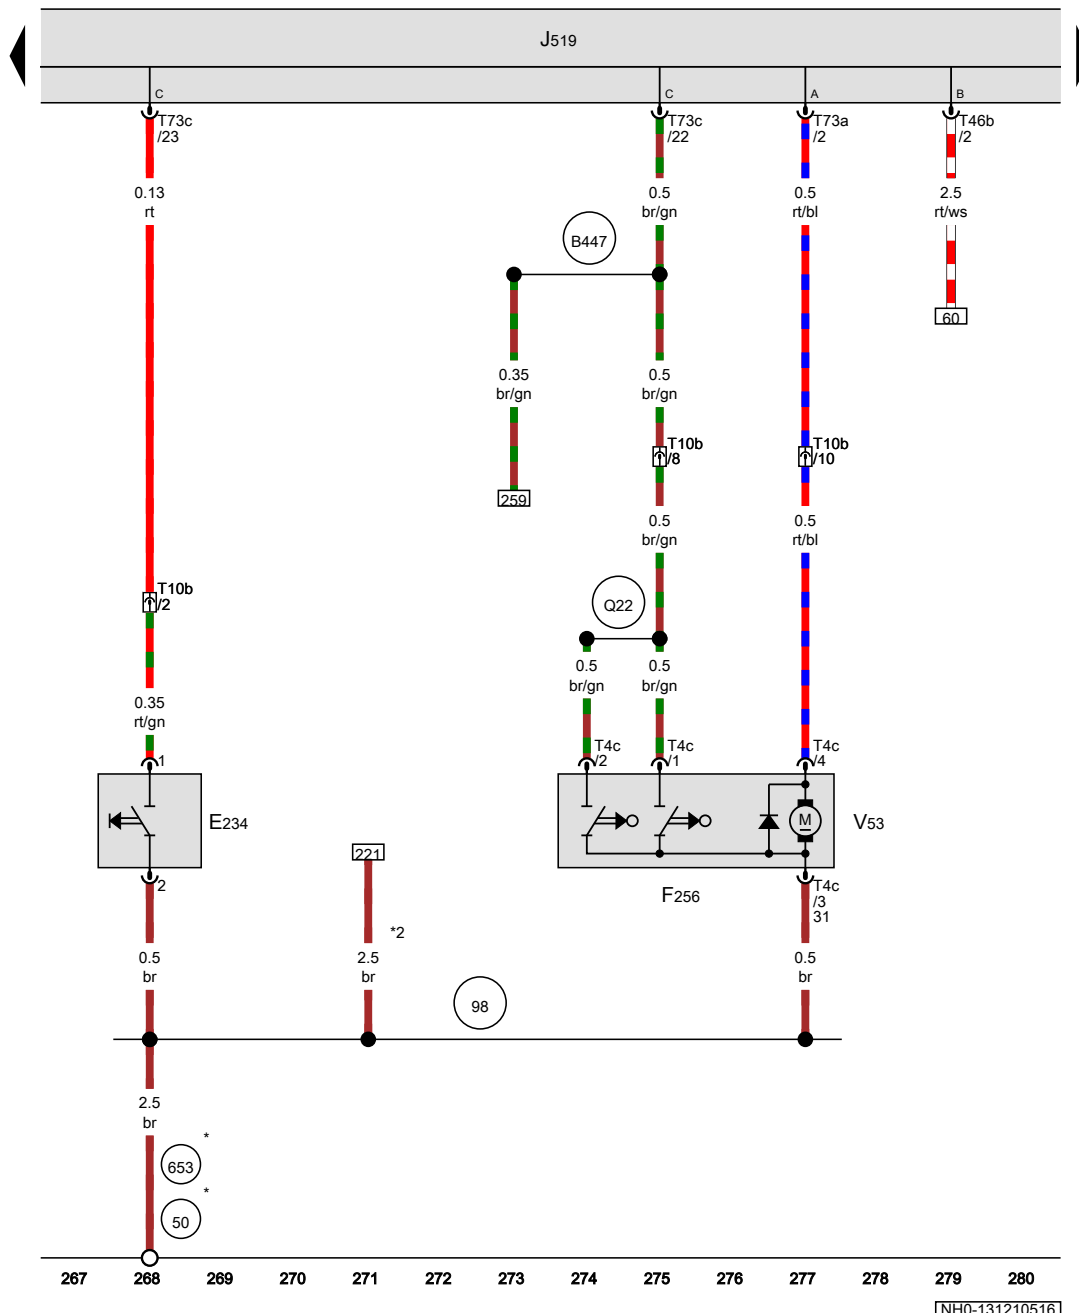 J519
C
C
A
B
T73c
/23
T73c
/22
T73a
/2
T46b
/2
0.13
rt
0.5
br/gn
0.5
rt/bl
2.5
rt/ws
B447
60
0.35
br/gn
0.5
br/gn
T10b
/8
T10b
/10
259
0.5
br/gn
0.5
rt/bl
T10b
/2
Q22
0.5
br/gn
0.5
br/gn
0.35
rt/gn
1
T4c
/2
T4c
/1
T4c
/4
E234
M
V53
221
2
F256
T4c
/3
31
*2
0.5
br
2.5
br
0.5
br
98
2.5
br
*
653
*
50
267 268 269 270 271 272 273 274 275 276 277 278 279 280
NH0-131210516